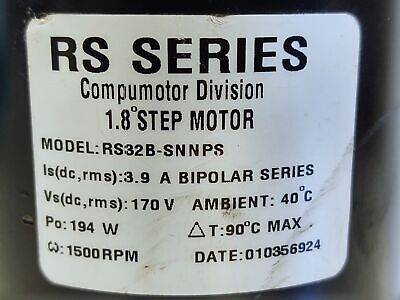 RS SERIES
Compumotor Division
1.8°STEP MOTOR
MODEL:RS32B-SNNPS
Is(dc,rms):3.9 A BIPOLAR SERIES
Vs(dc,rms):170 V AMBIENT: 40°C
Po:194 W △T:90°C MAX
ω:1500RPM DATE:010356924